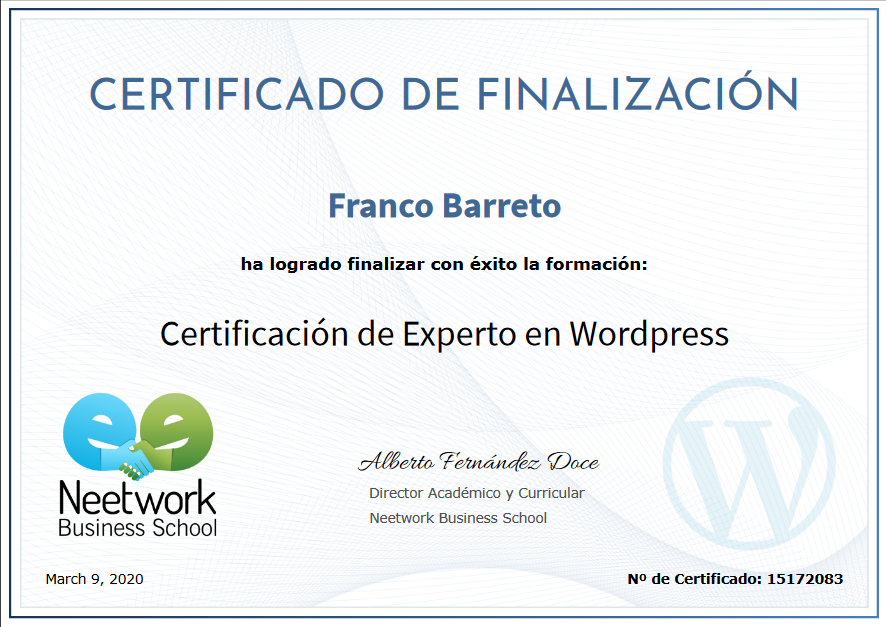 CERTIFICADO DE FINALIZACIÓN
Franco Barreto
ha logrado finalizar con éxito la formación:
Certificación de Experto en Wordpress
Neetwork
Business School
Alberto Fernández Doce
Director Académico y Curricular
Neetwork Business School
March 9, 2020
Nº de Certificado: 15172083